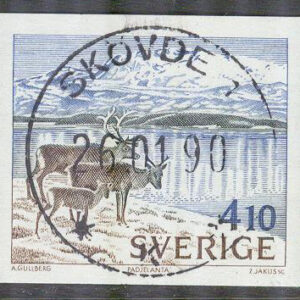 SKÖVDE 1
SVERIGE
26.01.90
4.10
A. GULLBERG PADJELANTA Z. JAKUS SC.